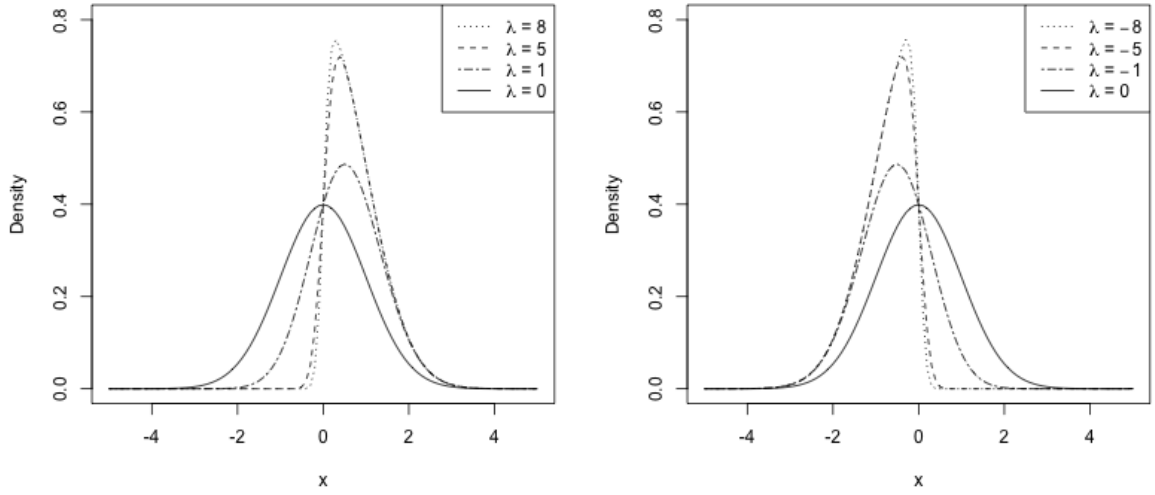 λ = 8
λ = 5
λ = 1
λ = 0
Density
0.0 0.2 0.4 0.6 0.8
-4 -2 0 2 4
x
λ = −8
λ = −5
λ = −1
λ = 0
Density
0.0 0.2 0.4 0.6 0.8
-4 -2 0 2 4
x